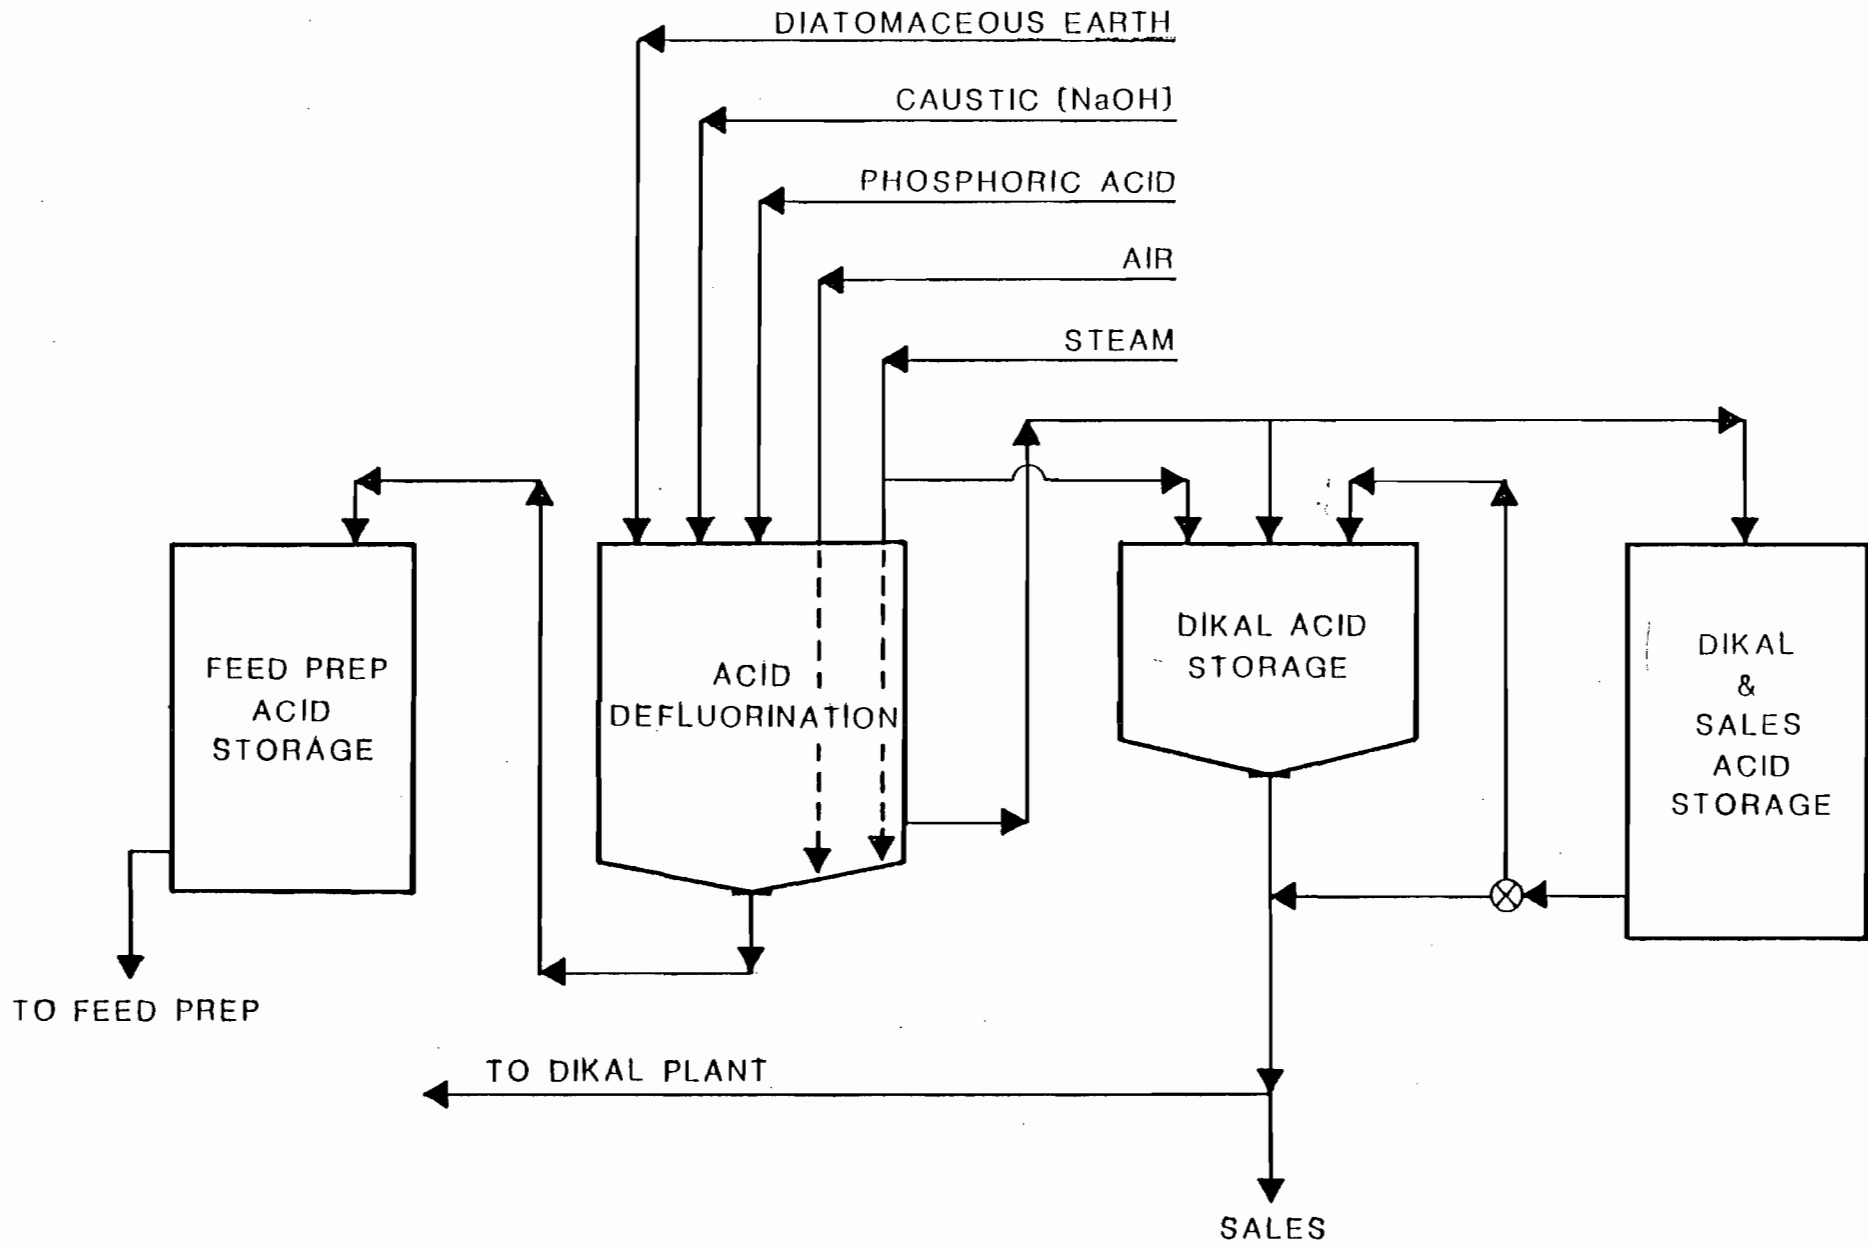 DIATOMACEOUS EARTH
CAUSTIC (NaOH)
PHOSPHORIC ACID
AIR
STEAM
FEED PREP
ACID
STORAGE
ACID
DEFLUORINATION
DIKAL ACID
STORAGE
DIKAL
&
SALES
ACID
STORAGE
TO FEED PREP
TO DIKAL PLANT
SALES